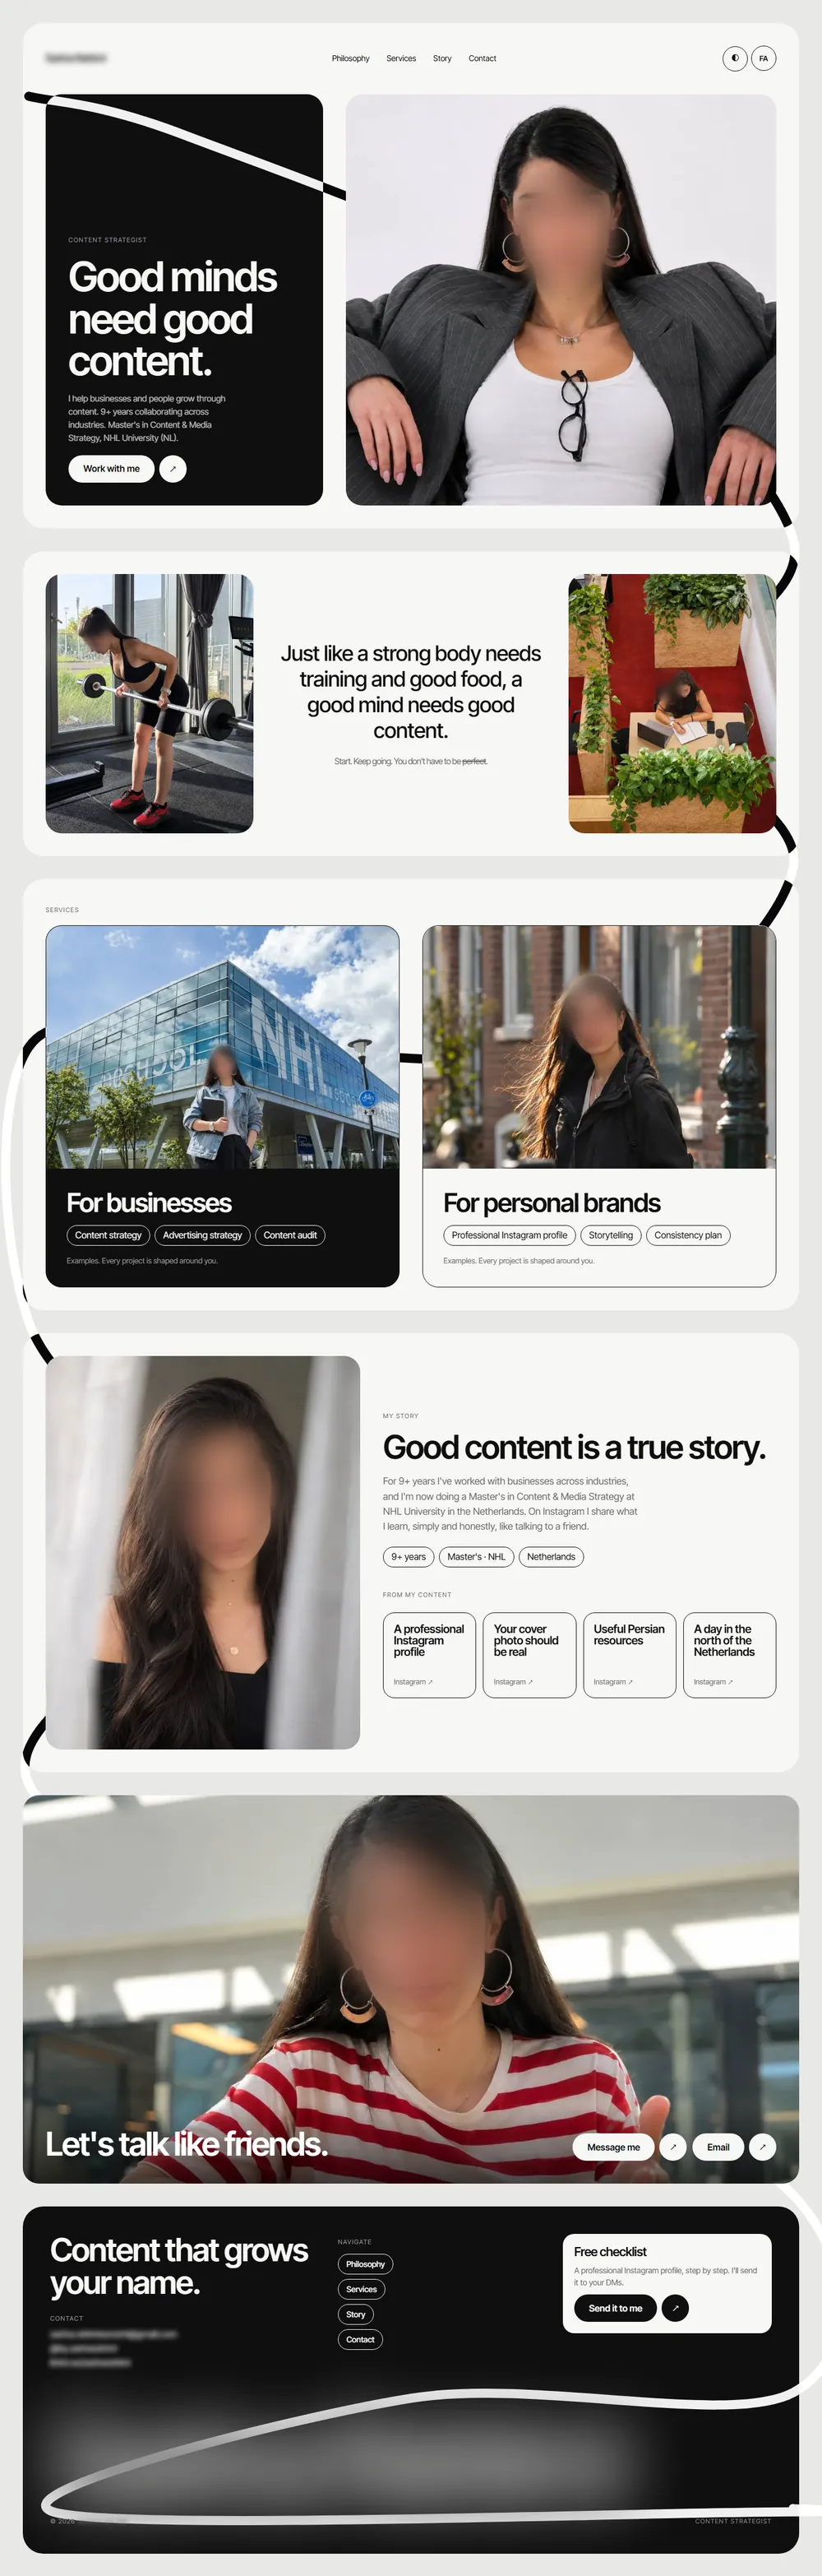 Philosophy Services Story Contact
FA
CONTENT STRATEGIST
Good minds
need good
content.
I help businesses and people grow through
content. 9+ years collaborating across
industries. Master's in Content & Media
Strategy, NHL University (NL).
Work with me ↗
Just like a strong body needs
training and good food, a
good mind needs good
content.
Start. Keep going. You don't have to be perfect.
SERVICES
NHL
For businesses
Content strategy Advertising strategy Content audit
Examples. Every project is shaped around you.
For personal brands
Professional Instagram profile Storytelling Consistency plan
Examples. Every project is shaped around you.
MY STORY
Good content is a true story.
For 9+ years I've worked with businesses across industries,
and I'm now doing a Master's in Content & Media Strategy at
NHL University in the Netherlands. On Instagram I share what
I learn, simply and honestly, like talking to a friend.
9+ years Master's · NHL Netherlands
FROM MY CONTENT
A professional
Instagram
profile
Instagram ↗
Your cover
photo should
be real
Instagram ↗
Useful Persian
resources
Instagram ↗
A day in the
north of the
Netherlands
Instagram ↗
Let's talk like friends.
Message me ↗ Email ↗
Content that grows
your name.
CONTACT
NAVIGATE
Philosophy
Services
Story
Contact
Free checklist
A professional Instagram profile, step by step. I'll send
it to your DMs.
Send it to me ↗
© 2026
CONTENT STRATEGIST